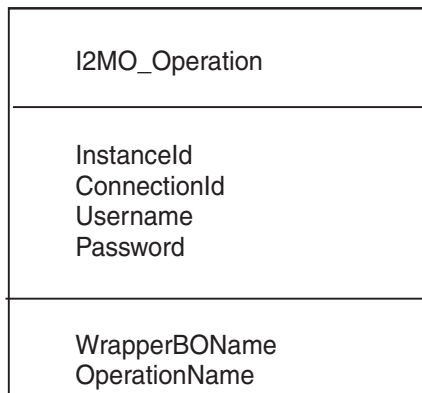 I2MO_Operation
InstanceId
ConnectionId
Username
Password
WrapperBOName
OperationName